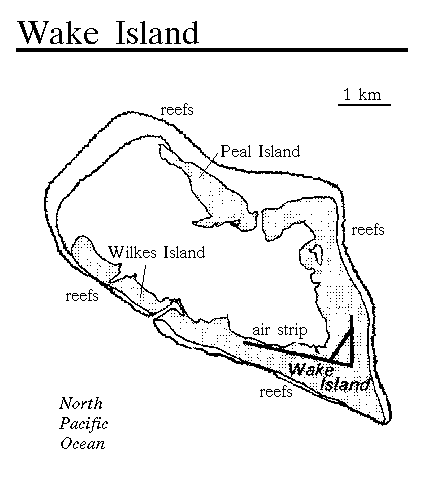 Wake Island
1 km
reefs
Peal Island
reefs
Wilkes Island
reefs
air strip
Wake
Island
reefs
North
Pacific
Ocean